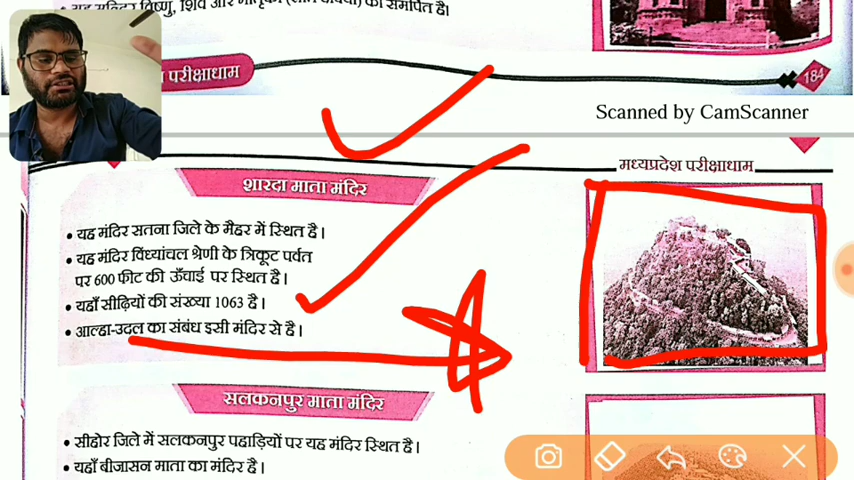 विष्णु, शिव और मातृका (सात देवियों) को समर्पित है।
परीक्षाधाम
184
Scanned by CamScanner
मध्यप्रदेश परीक्षाधाम
शारदा माता मंदिर
• यह मंदिर सतना जिले के मैहर में स्थित है।
• यह मंदिर विंध्यांचल श्रेणी के त्रिकूट पर्वत
पर 600 फीट की ऊँचाई पर स्थित है।
• यहाँ सीढ़ियों की संख्या 1063 है।
• आल्हा-उदल का संबंध इसी मंदिर से है।
सलकनपुर माता मंदिर
• सीहोर जिले में सलकनपुर पहाड़ियों पर यह मंदिर स्थित है।
• यहाँ बीजासन माता का मंदिर है।